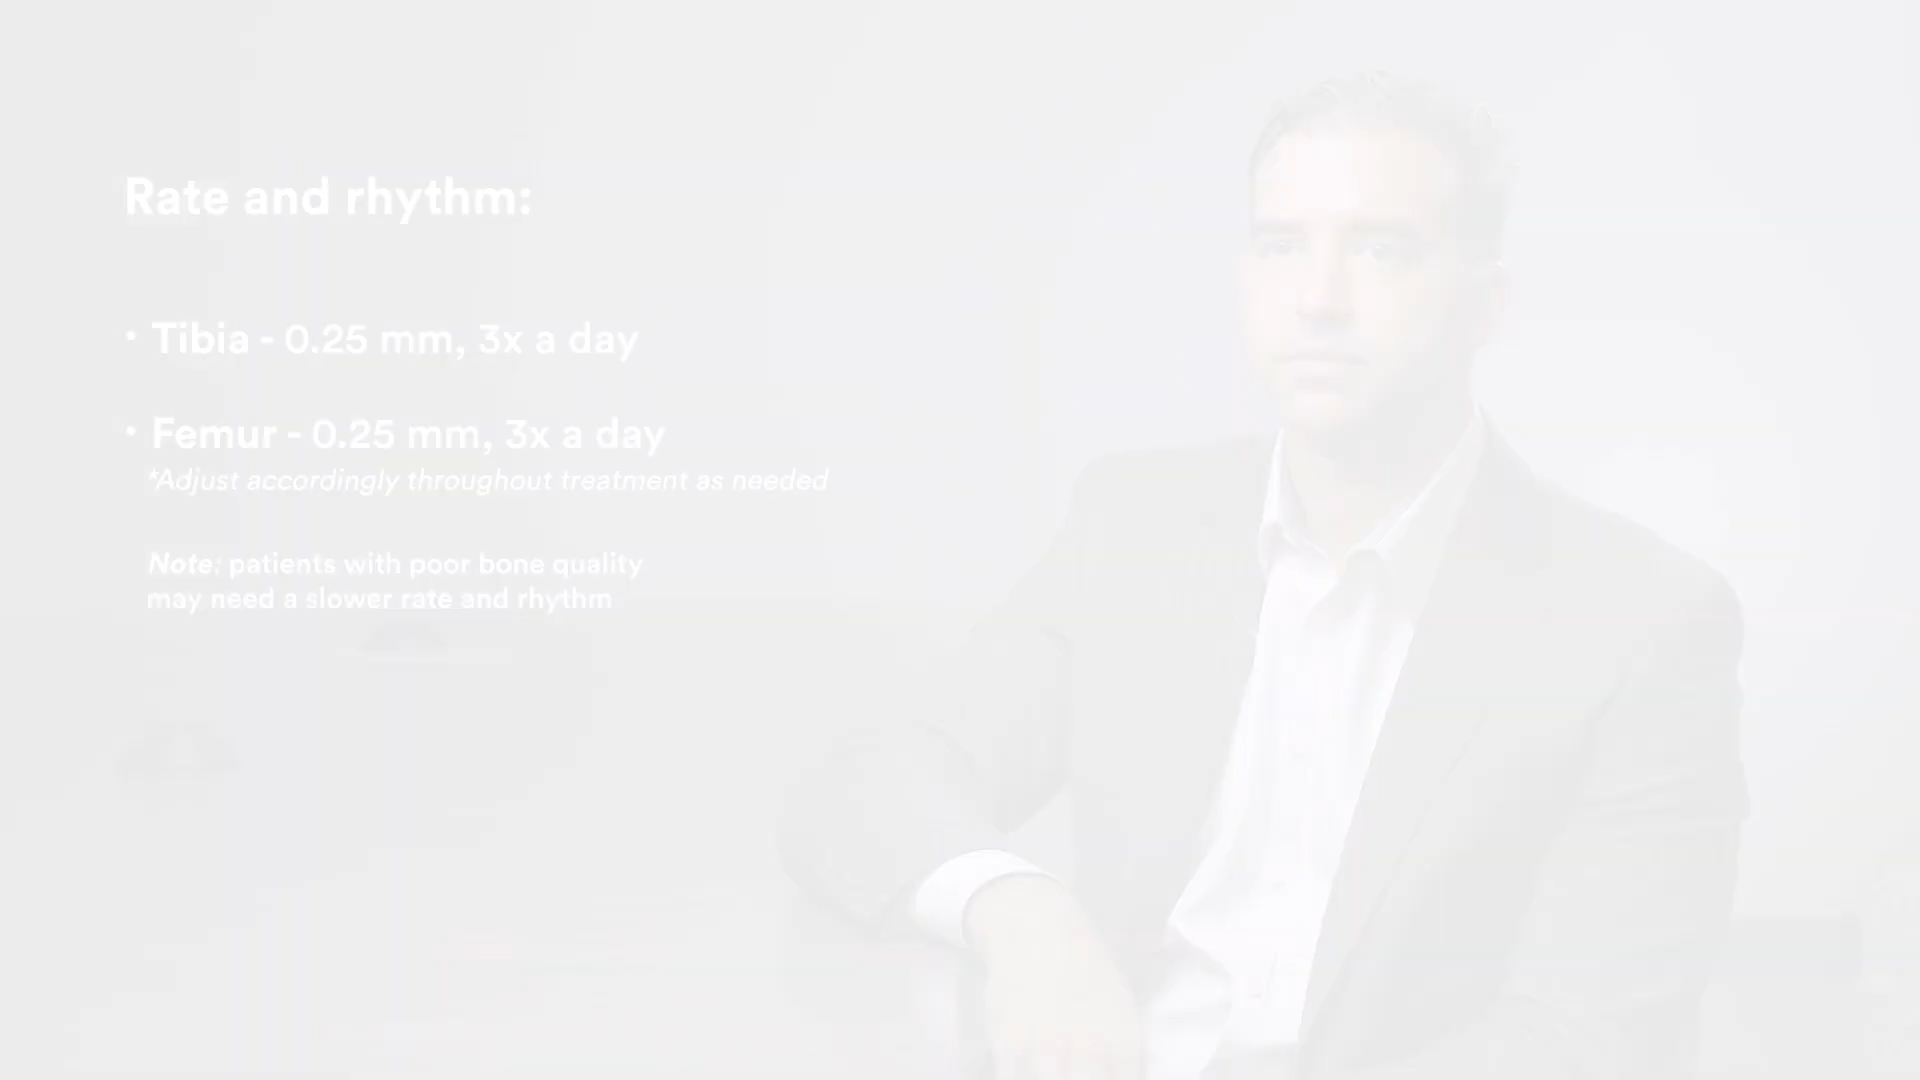 Rate and rhythm:
• Tibia - 0.25 mm, 3x a day
• Femur - 0.25 mm, 3x a day
*Adjust accordingly throughout treatment as needed
Note: patients with poor bone quality
may need a slower rate and rhythm